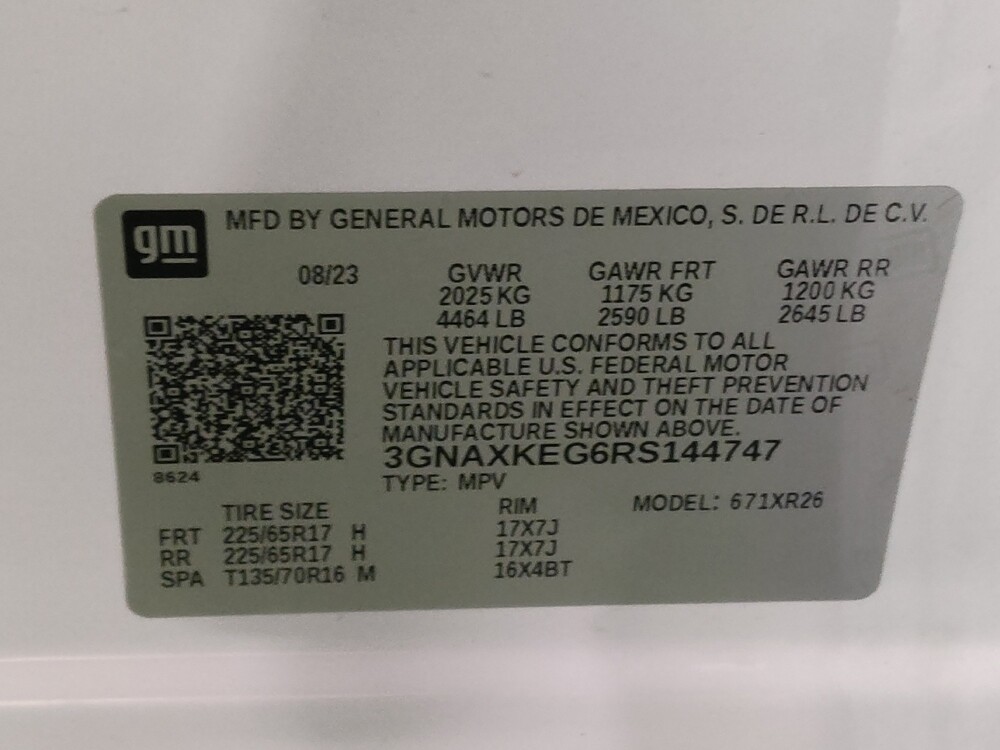 gm
MFD BY GENERAL MOTORS DE MEXICO, S. DE R.L. DE C.V.
08/23 GVWR GAWR FRT GAWR RR
2025 KG 1175 KG 1200 KG
4464 LB 2590 LB 2645 LB
THIS VEHICLE CONFORMS TO ALL
APPLICABLE U.S. FEDERAL MOTOR
VEHICLE SAFETY AND THEFT PREVENTION
STANDARDS IN EFFECT ON THE DATE OF
MANUFACTURE SHOWN ABOVE.
3GNAXKEG6RS144747
8624
TYPE: MPV
TIRE SIZE RIM MODEL: 671XR26
FRT 225/65R17 H 17X7J
RR 225/65R17 H 17X7J
SPA T135/70R16 M 16X4BT